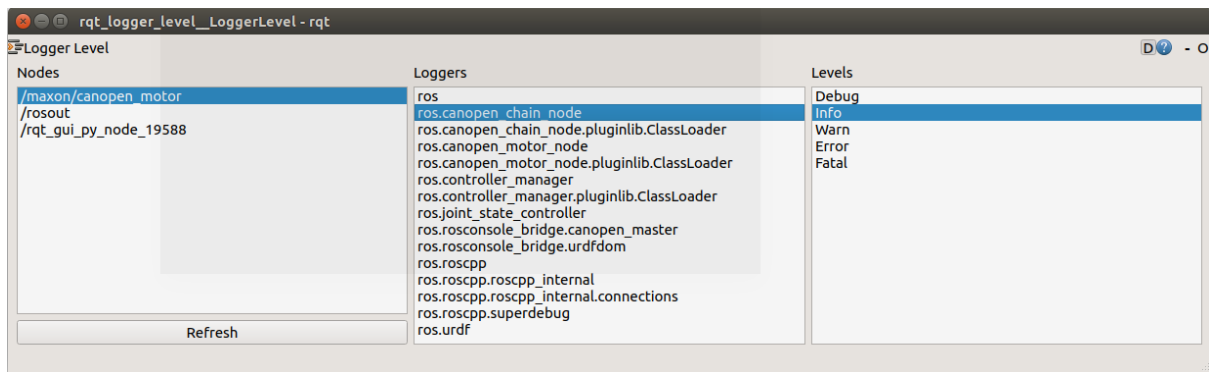 rqt_logger_level__LoggerLevel - rqt
Logger Level
D ? - O
Nodes
/maxon/canopen_motor
/rosout
/rqt_gui_py_node_19588
Refresh
Loggers
ros
ros.canopen_chain_node
ros.canopen_chain_node.pluginlib.ClassLoader
ros.canopen_motor_node
ros.canopen_motor_node.pluginlib.ClassLoader
ros.controller_manager
ros.controller_manager.pluginlib.ClassLoader
ros.joint_state_controller
ros.rosconsole_bridge.canopen_master
ros.rosconsole_bridge.urdfdom
ros.roscpp
ros.roscpp.roscpp_internal
ros.roscpp.roscpp_internal.connections
ros.roscpp.superdebug
ros.urdf
Levels
Debug
Info
Warn
Error
Fatal